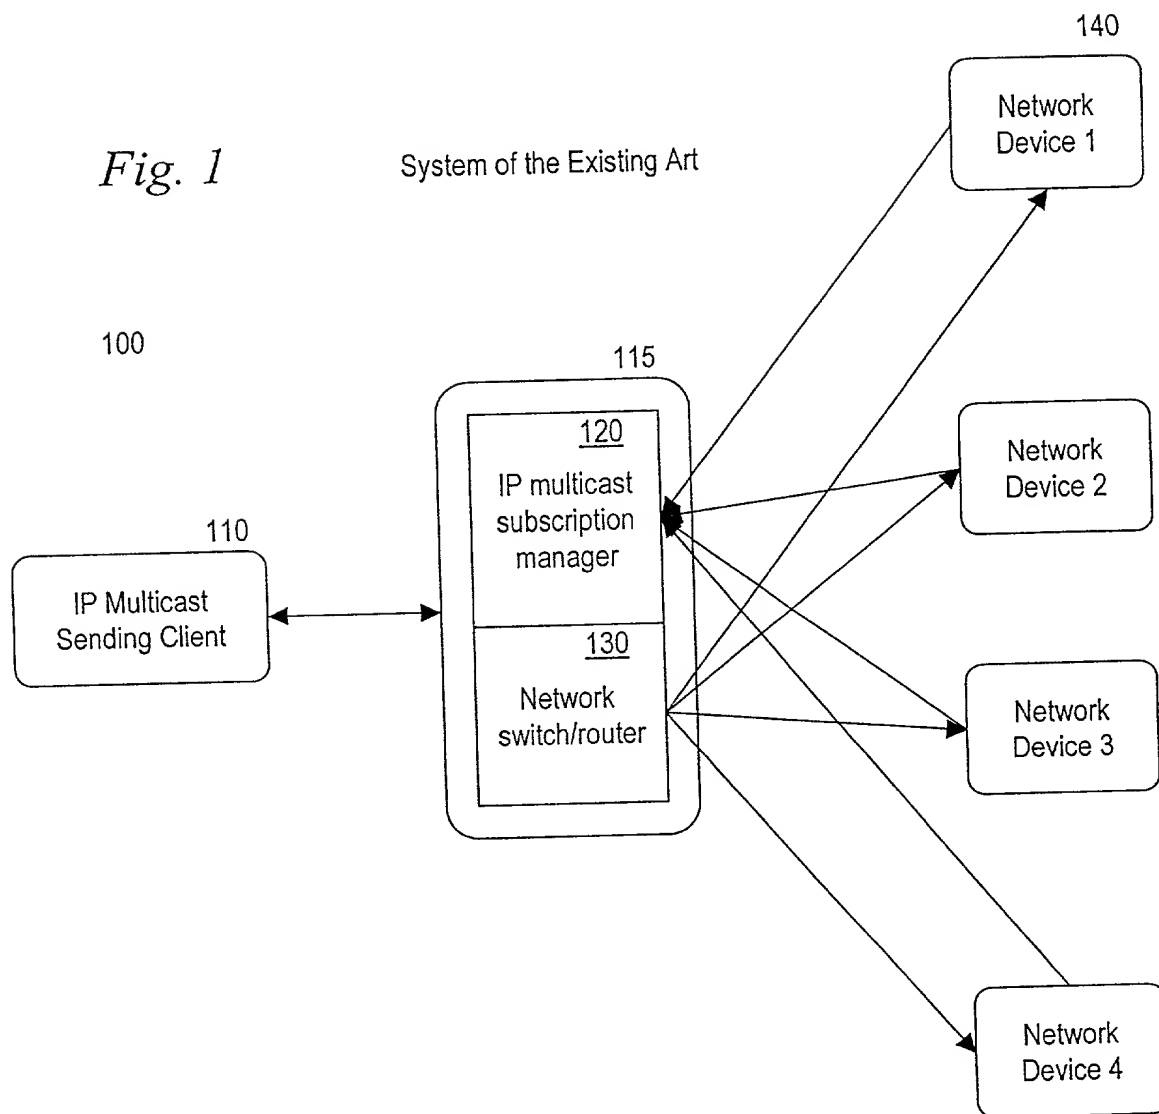 140
Network
Device 1
Fig. 1
System of the Existing Art
100
115
120
IP multicast
subscription
manager
Network
Device 2
110
IP Multicast
Sending Client
130
Network
switch/router
Network
Device 3
Network
Device 4